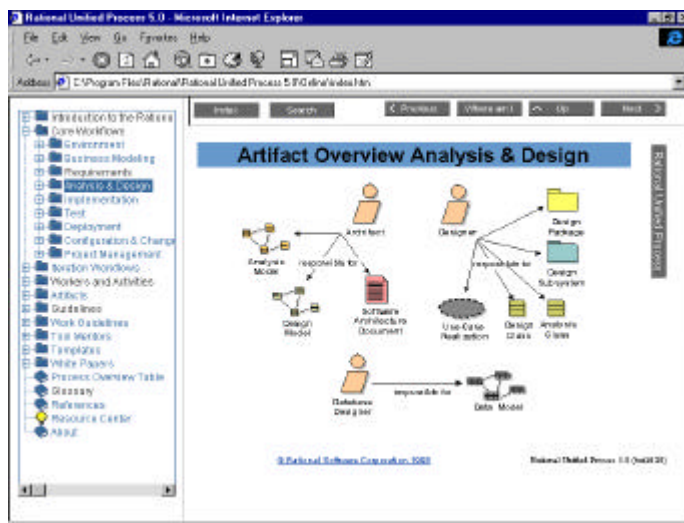 Rational Unified Process 5.0 - Microsoft Internet Explorer
File Edit View Go Favorites Help
Address C:\Program Files\Rational\Rational Unified Process 5.0\Online\index.htm
Introduction to the Rationa
Core Workflows
Environment
Business Modeling
Requirements
Analysis & Design
Implementation
Test
Deployment
Configuration & Change
Project Management
Iteration Workflows
Workers and Activities
Artifacts
Guidelines
Work Guidelines
Tool Mentors
Templates
White Papers
Process Overview Table
Glossary
References
Resource Center
About
Index Search Previous Where am I Up Next
Artifact Overview Analysis & Design
Rational Unified Process
Architect
Designer
Design
Package
Analysis
Model
responsible for
responsible for
Design
Subsystem
Design
Model
Software
Architecture
Document
Use-Case
Realization
Design
Class
Analysis
Class
Database
Designer
responsible for
Data Model
© Rational Software Corporation 1998
Rational Unified Process 5.0